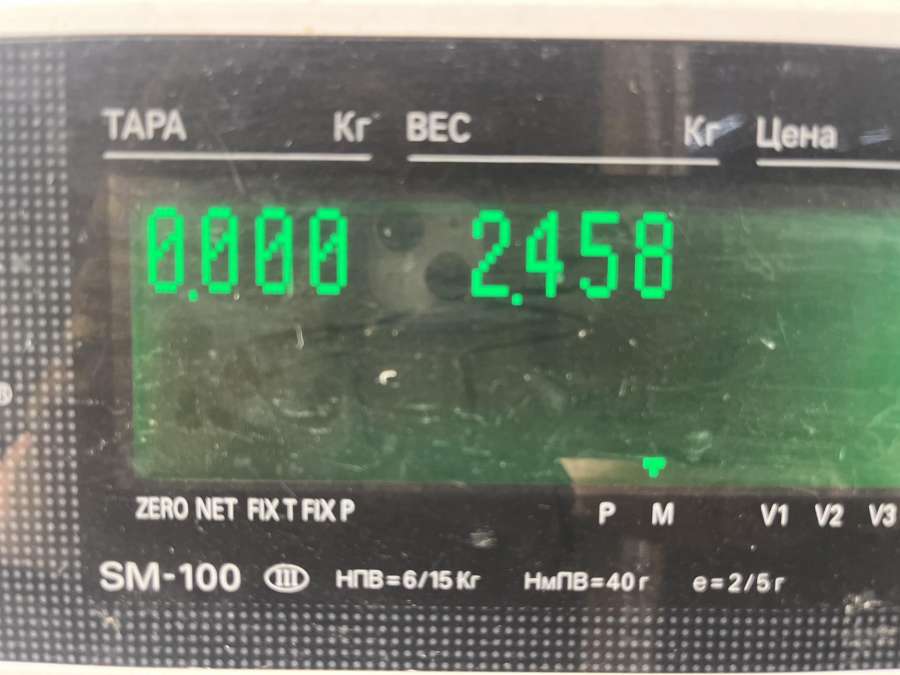 ТАРА Кг ВЕС Кг Цена
0.000 2.458
ZERO NET FIX T FIX P P M V1 V2 V3
SM-100 III НПВ=6/15 Кг НмПВ=40 г e=2/5 г
®